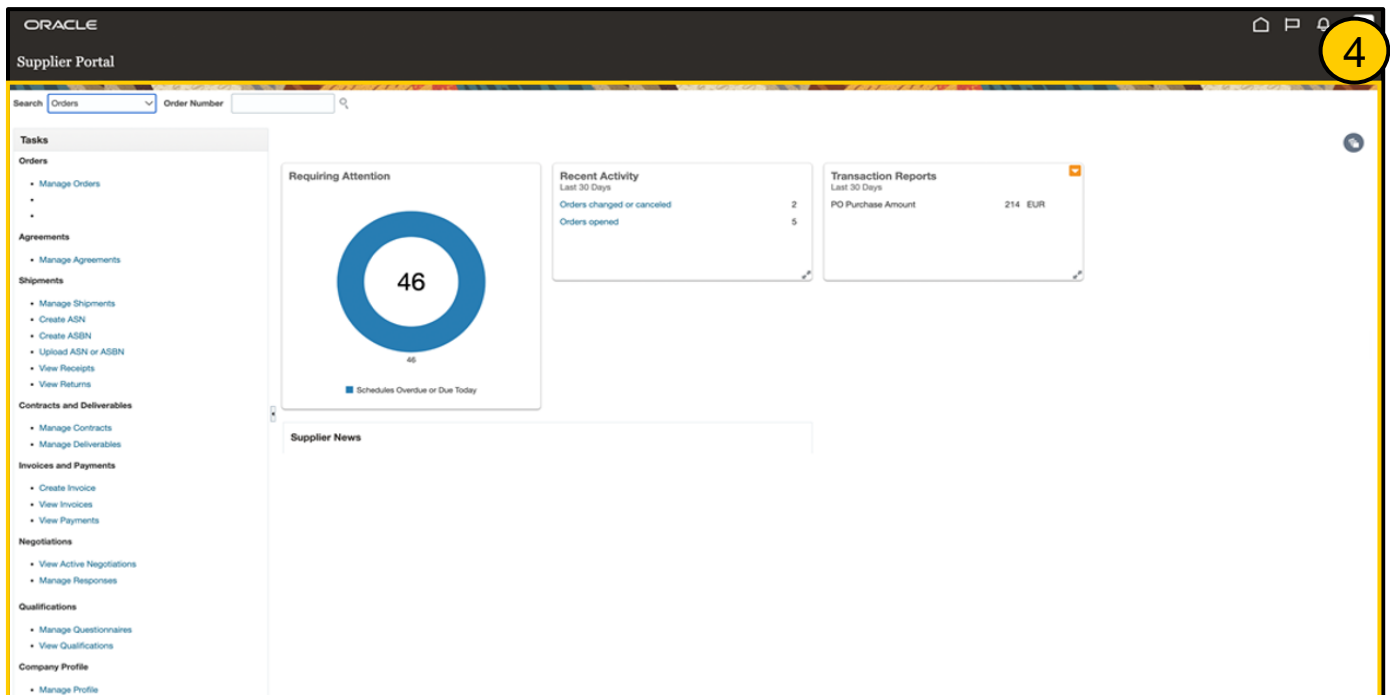 ORACLE
4
Supplier Portal
Search Orders Order Number
Tasks
Orders
• Manage Orders
•
•
Agreements
• Manage Agreements
Shipments
• Manage Shipments
• Create ASN
• Create ASBN
• Upload ASN or ASBN
• View Receipts
• View Returns
Contracts and Deliverables
• Manage Contracts
• Manage Deliverables
Invoices and Payments
• Create Invoice
• View Invoices
• View Payments
Negotiations
• View Active Negotiations
• Manage Responses
Qualifications
• Manage Questionnaires
• View Qualifications
Company Profile
• Manage Profile
Requiring Attention
46
46
Schedules Overdue or Due Today
Recent Activity
Last 30 Days
Orders changed or canceled 2
Orders opened 5
Transaction Reports
Last 30 Days
PO Purchase Amount 214 EUR
Supplier News